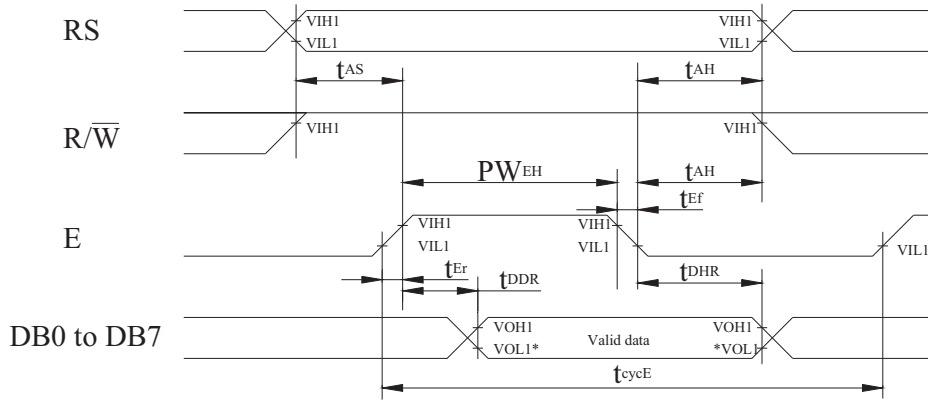 RS
VIH1
VIL1
VIH1
VIL1
tAS
tAH
R/W̅
VIH1
VIH1
PWEH
tAH
tEf
E
VIH1
VIL1
VIH1
VIL1
VIL1
tEr
tDDR
tDHR
DB0 to DB7
VOH1
VOL1*
Valid data
VOH1
*VOL1
tcycE